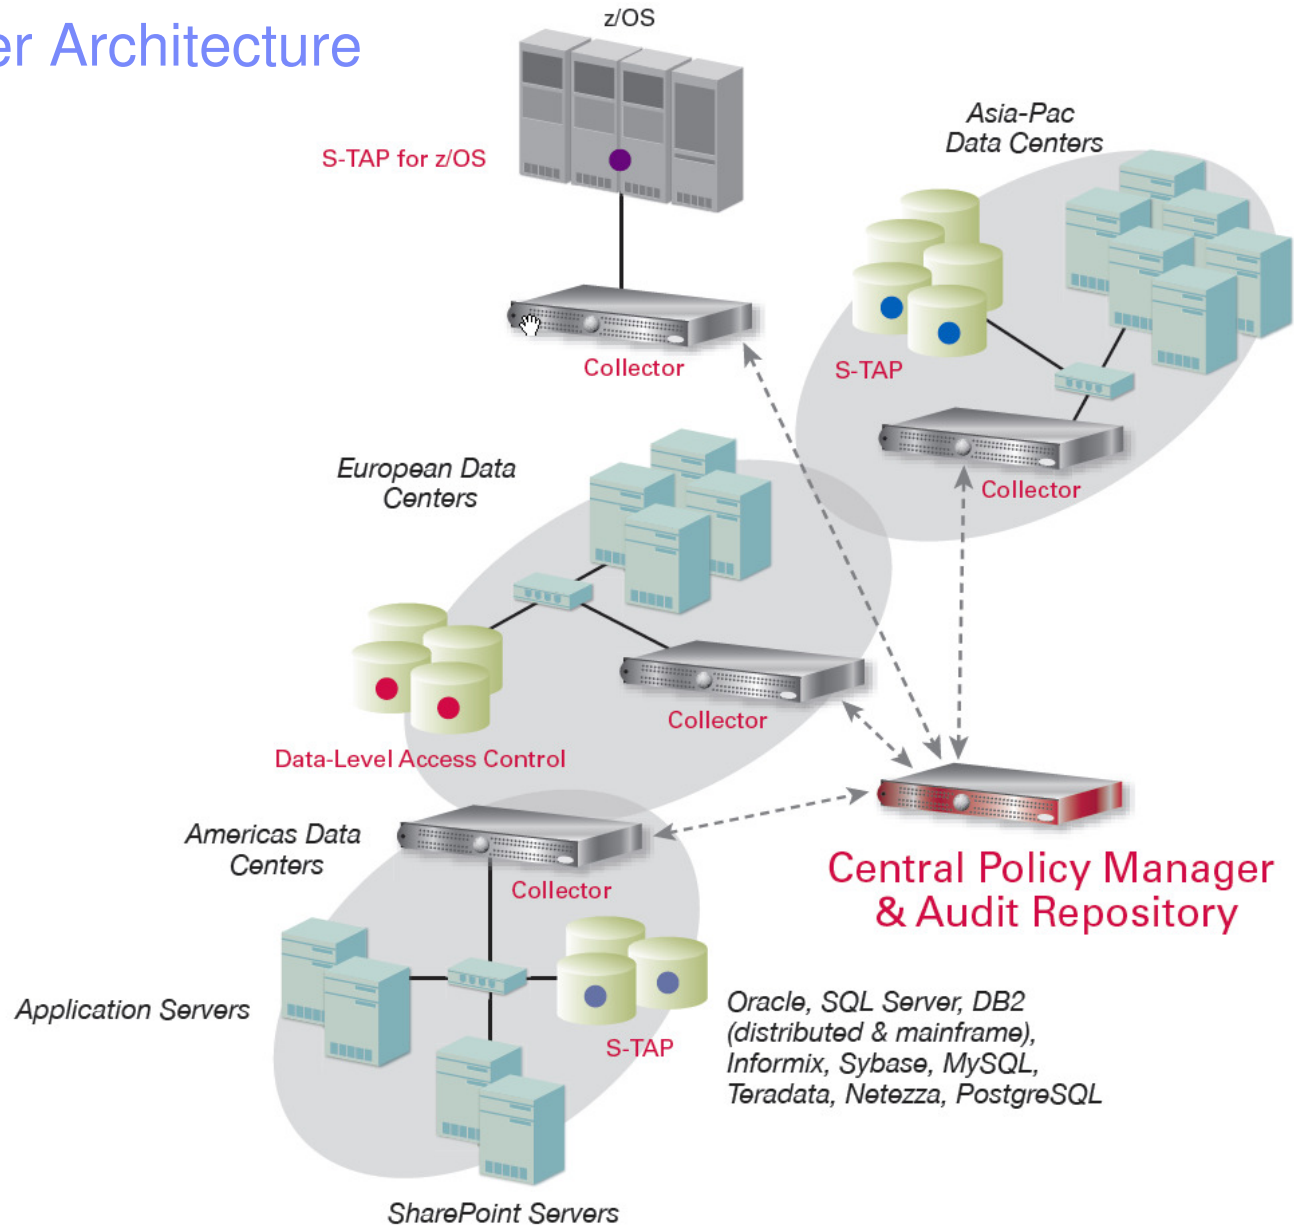 er Architecture
z/OS
S-TAP for z/OS
Asia-Pac
Data Centers
Collector
S-TAP
Collector
European Data
Centers
Collector
Data-Level Access Control
Americas Data
Centers
Collector
Central Policy Manager
& Audit Repository
Application Servers
S-TAP
Oracle, SQL Server, DB2
(distributed & mainframe),
Informix, Sybase, MySQL,
Teradata, Netezza, PostgreSQL
SharePoint Servers